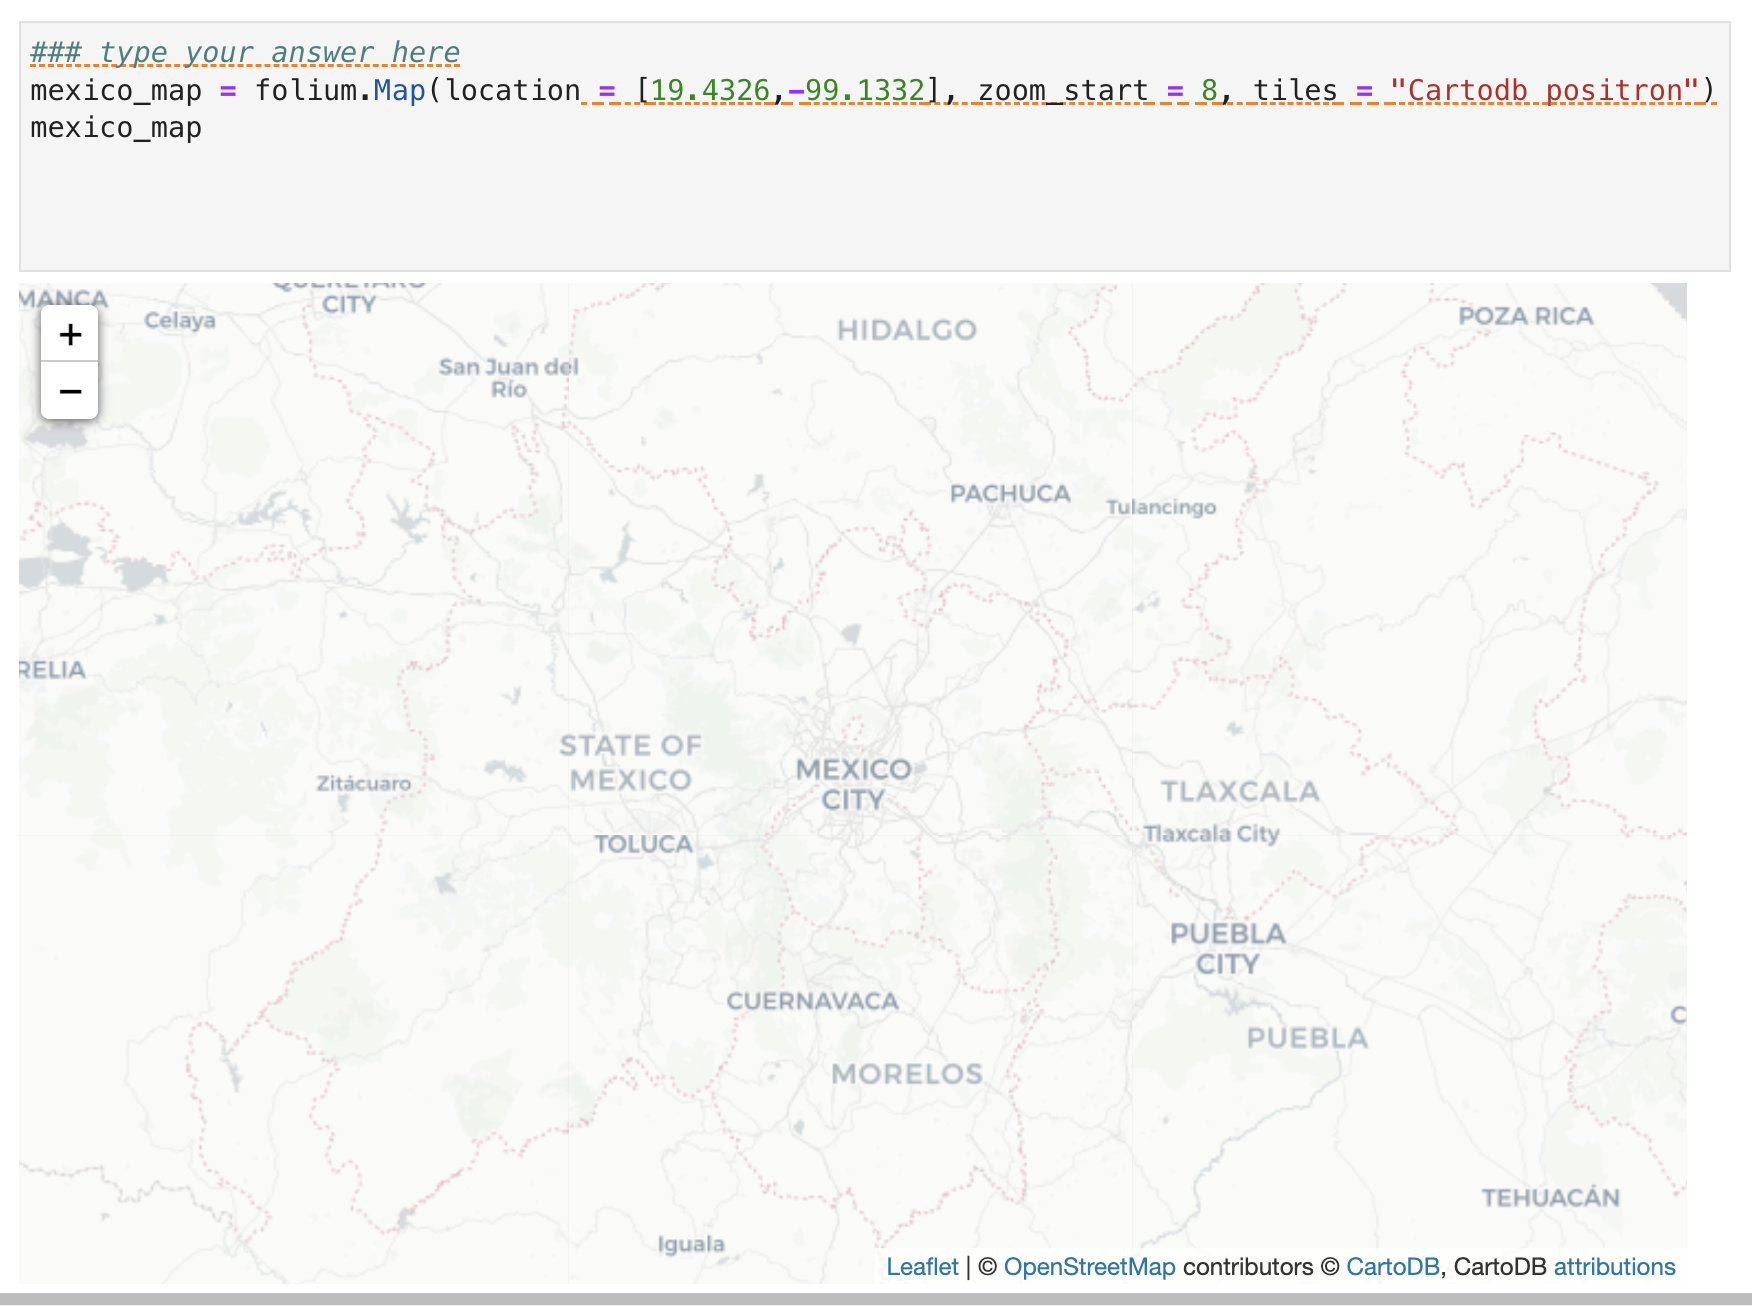 ### type your answer here
mexico_map = folium.Map(location = [19.4326,-99.1332], zoom_start = 8, tiles = "Cartodb positron")
mexico_map
MANCA
QUERÉTARO
CITY
Celaya
HIDALGO
POZA RICA
+
−
San Juan del
Río
PACHUCA
Tulancingo
RELIA
STATE OF
MEXICO
MEXICO
CITY
Zitácuaro
TLAXCALA
TOLUCA
Tlaxcala City
PUEBLA
CITY
CUERNAVACA
C
PUEBLA
MORELOS
TEHUACÁN
Iguala
Leaflet | © OpenStreetMap contributors © CartoDB, CartoDB attributions